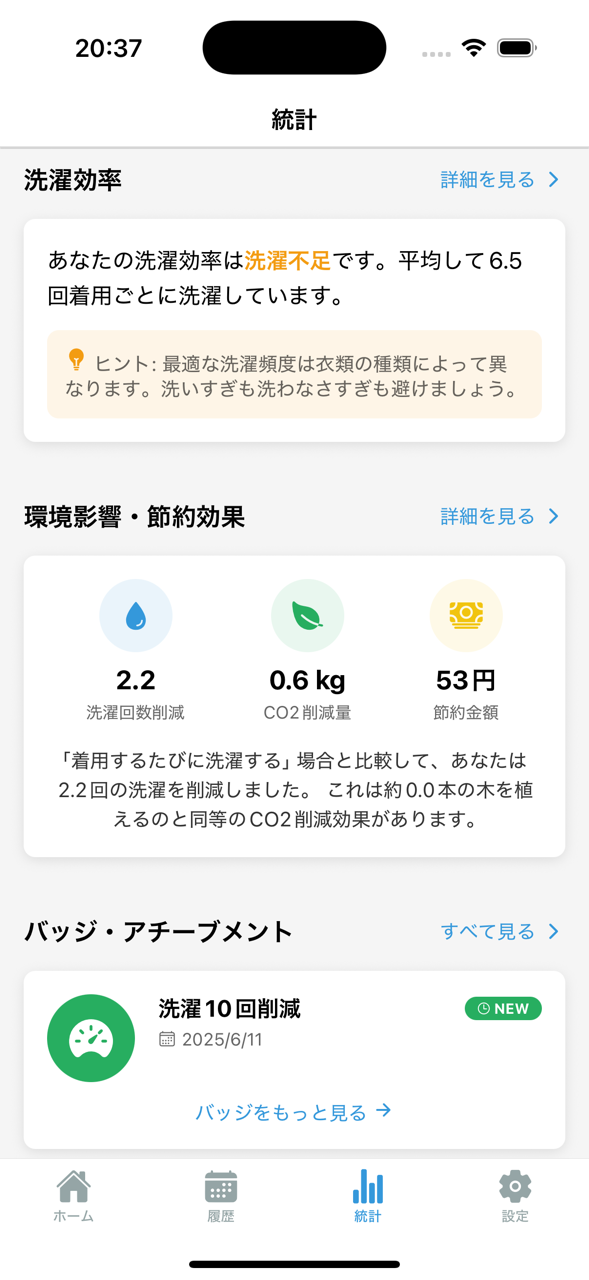 20:37
統計
洗濯効率
詳細を見る
あなたの洗濯効率は洗濯不足です。平均して6.5
回着用ごとに洗濯しています。
ヒント: 最適な洗濯頻度は衣類の種類によって異
なります。洗いすぎも洗わなさすぎも避けましょう。
環境影響・節約効果
詳細を見る
2.2
洗濯回数削減
0.6 kg
CO2削減量
53円
節約金額
「着用するたびに洗濯する」場合と比較して、あなたは
2.2回の洗濯を削減しました。 これは約0.0本の木を植
えるのと同等のCO2削減効果があります。
バッジ・アチーブメント
すべて見る
洗濯10回削減
NEW
2025/6/11
バッジをもっと見る
ホーム
履歴
統計
設定